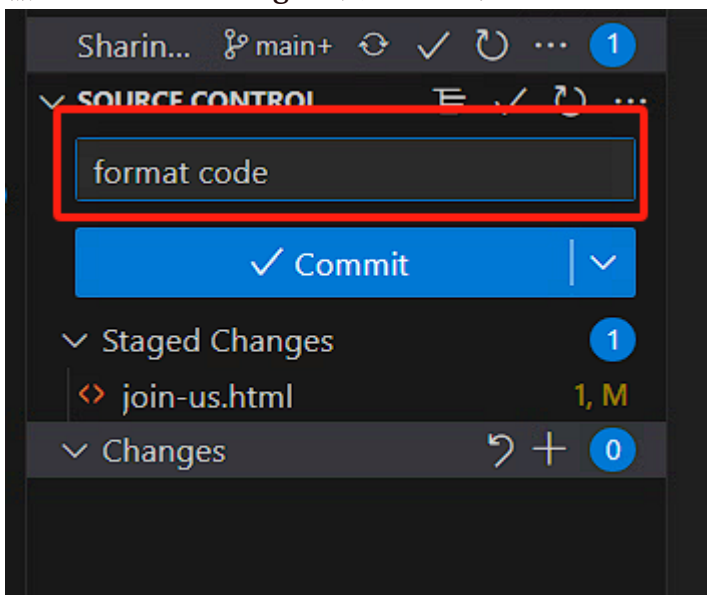 Sharin... main+ ... 1
SOURCE CONTROL ...
format code
Commit
Staged Changes 1
join-us.html 1, M
Changes 0